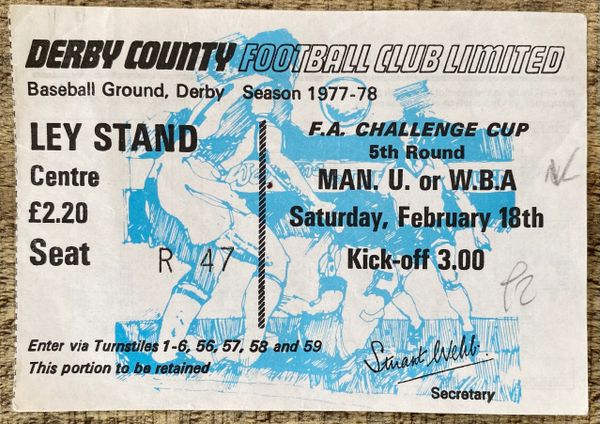 DERBY COUNTY FOOTBALL CLUB LIMITED
Baseball Ground, Derby Season 1977-78
LEY STAND
Centre
£2.20
Seat R 47
F.A. CHALLENGE CUP
5th Round
MAN. U. or W.B.A
Saturday, February 18th
Kick-off 3.00
Enter via Turnstiles 1-6, 56, 57, 58 and 59
This portion to be retained
Stuart Webb.
Secretary